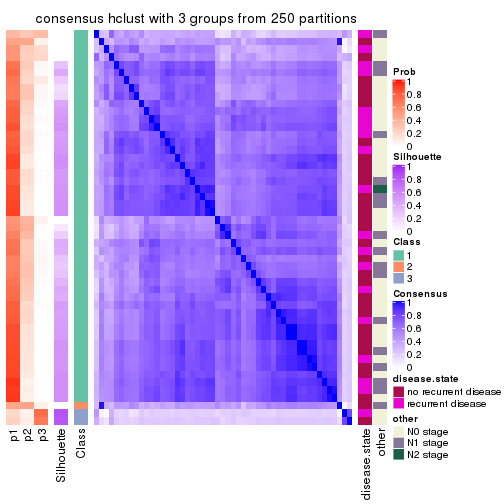 consensus hclust with 3 groups from 250 partitions
Prob
1
0.8
0.6
0.4
0.2
0
Silhouette
1
0.8
0.6
0.4
0.2
0
Class
1
2
3
Consensus
1
0.8
0.6
0.4
0.2
0
disease.state
no recurrent disease
recurrent disease
other
N0 stage
N1 stage
N2 stage
p1
p2
p3
Silhouette
Class
disease.state
other